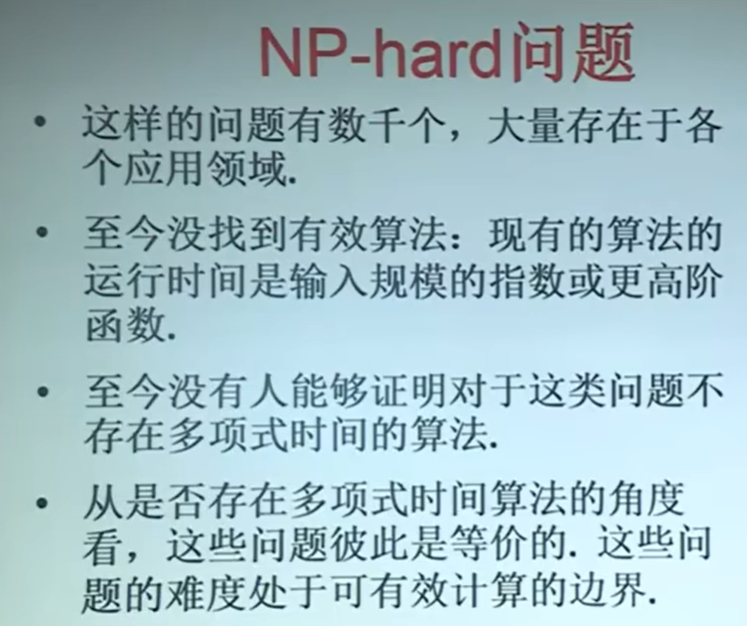 NP-hard问题
• 这样的问题有数千个，大量存在于各
个应用领域.
• 至今没找到有效算法：现有的算法的
运行时间是输入规模的指数或更高阶
函数.
• 至今没有人能够证明对于这类问题不
存在多项式时间的算法.
• 从是否存在多项式时间算法的角度
看，这些问题彼此是等价的. 这些问
题的难度处于可有效计算的边界.